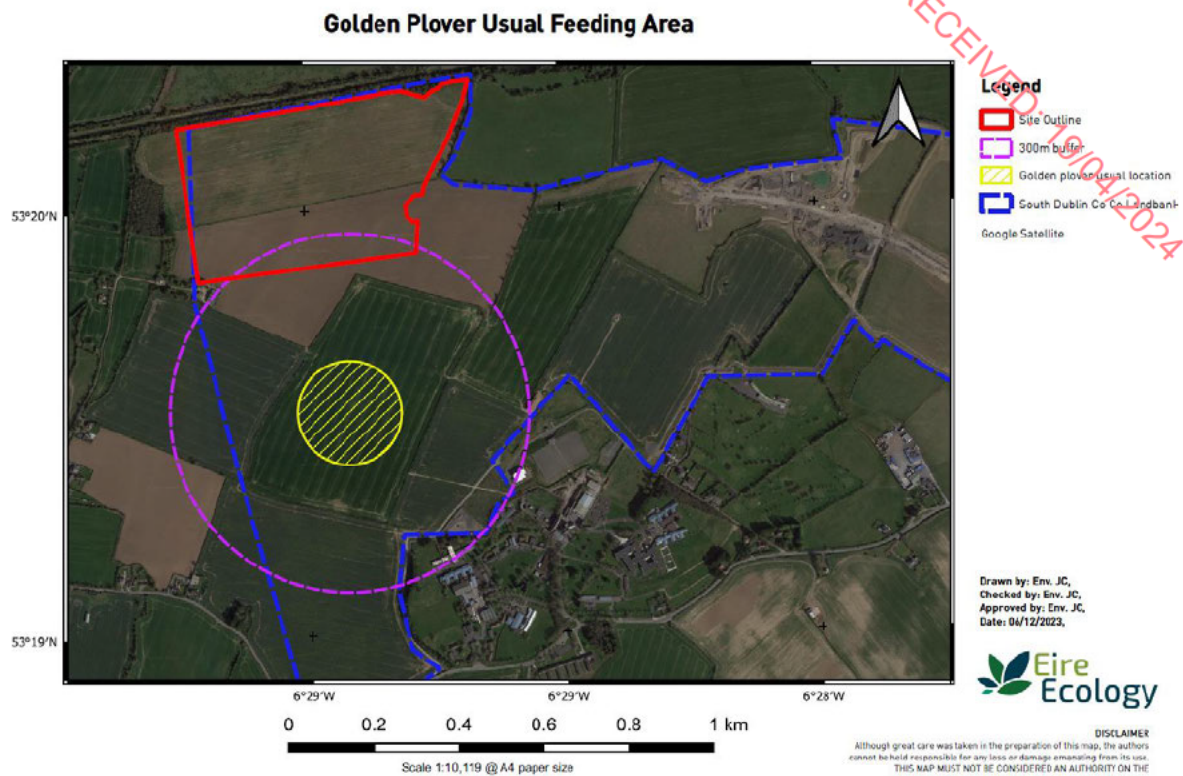 Golden Plover Usual Feeding Area
RECEIVED: 19/04/2024
Legend
Site Outline
300m buffer
Golden plover usual location
South Dublin Co Co Landbank
Google Satellite
53°20'N
53°19'N
6°29'W
6°29'W
6°28'W
Drawn by: Env. JC,
Checked by: Env. JC,
Approved by: Env. JC,
Date: 06/12/2023,
Eire
Ecology
0 0.2 0.4 0.6 0.8 1 km
Scale 1:10,119 @ A4 paper size
DISCLAIMER
Although great care was taken in the preparation of this map, the authors
cannot be held responsible for any loss or damage emanating from its use.
THIS MAP MUST NOT BE CONSIDERED AN AUTHORITY ON THE